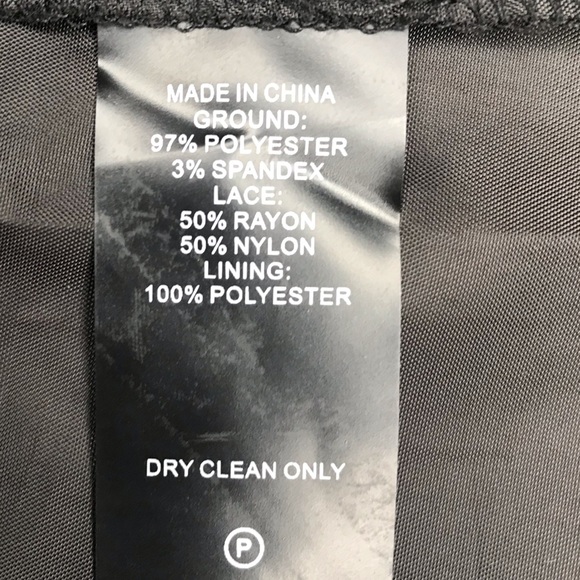 MADE IN CHINA
GROUND:
97% POLYESTER
3% SPANDEX
LACE:
50% RAYON
50% NYLON
LINING:
100% POLYESTER
DRY CLEAN ONLY
P